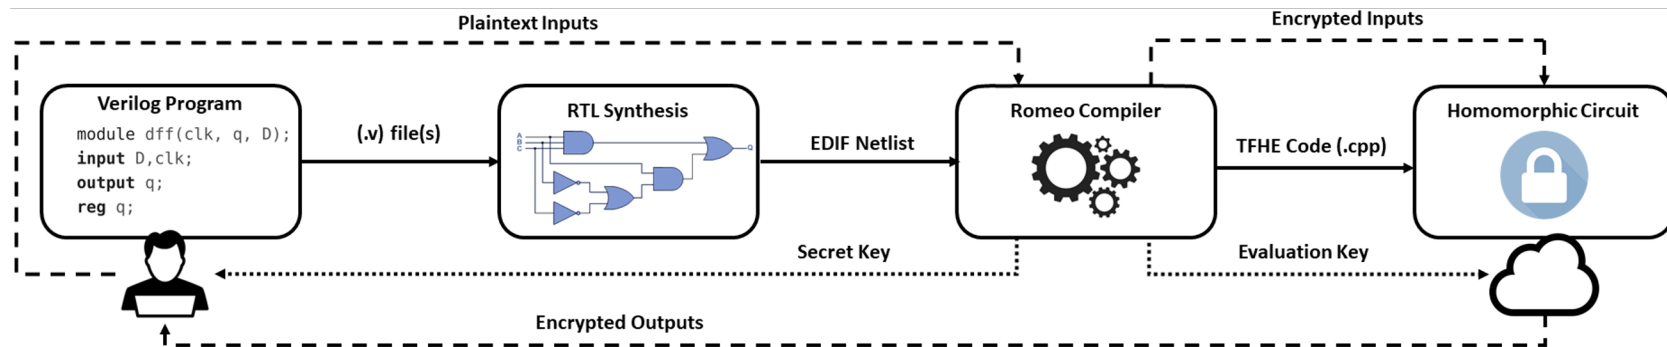 Plaintext Inputs
Encrypted Inputs
Verilog Program
module dff(clk, q, D);
input D,clk;
output q;
reg q;
(.v) file(s)
RTL Synthesis
A
B
C
Q
EDIF Netlist
Romeo Compiler
TFHE Code (.cpp)
Homomorphic Circuit
Secret Key
Evaluation Key
Encrypted Outputs